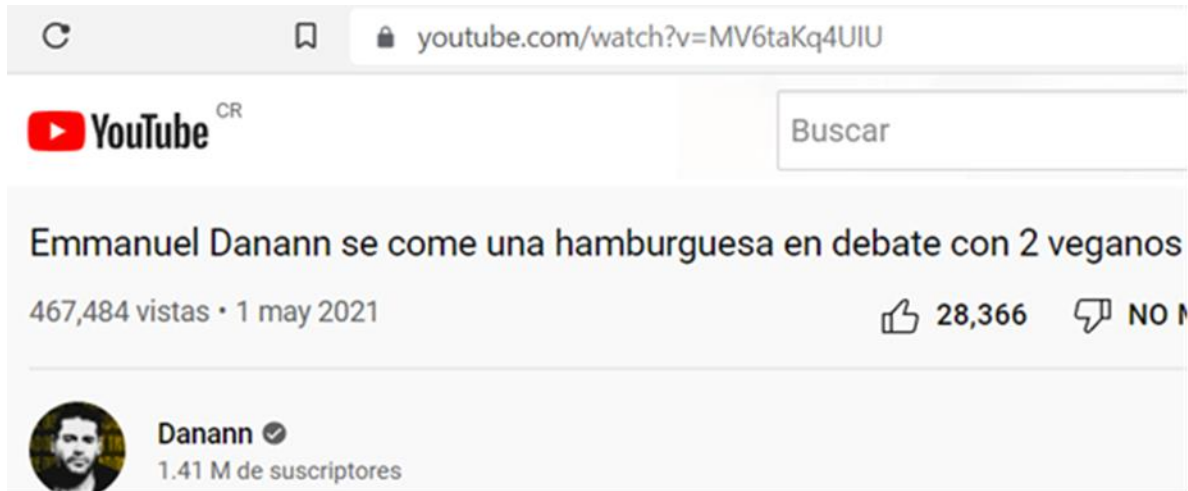 youtube.com/watch?v=MV6taKq4UIU
YouTube CR
Buscar
Emmanuel Danann se come una hamburguesa en debate con 2 veganos
467,484 vistas • 1 may 2021 28,366 NO
Danann
1.41 M de suscriptores